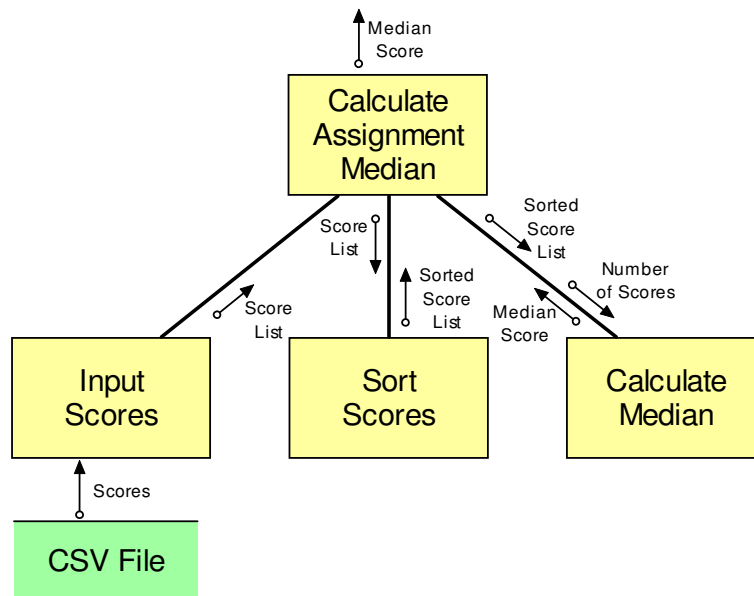 Median
Score
Calculate
Assignment
Median
Score
List
Sorted
Score
List
Score
List
Sorted
Score
List
Number
of Scores
Median
Score
Input
Scores
Sort
Scores
Calculate
Median
Scores
CSV File